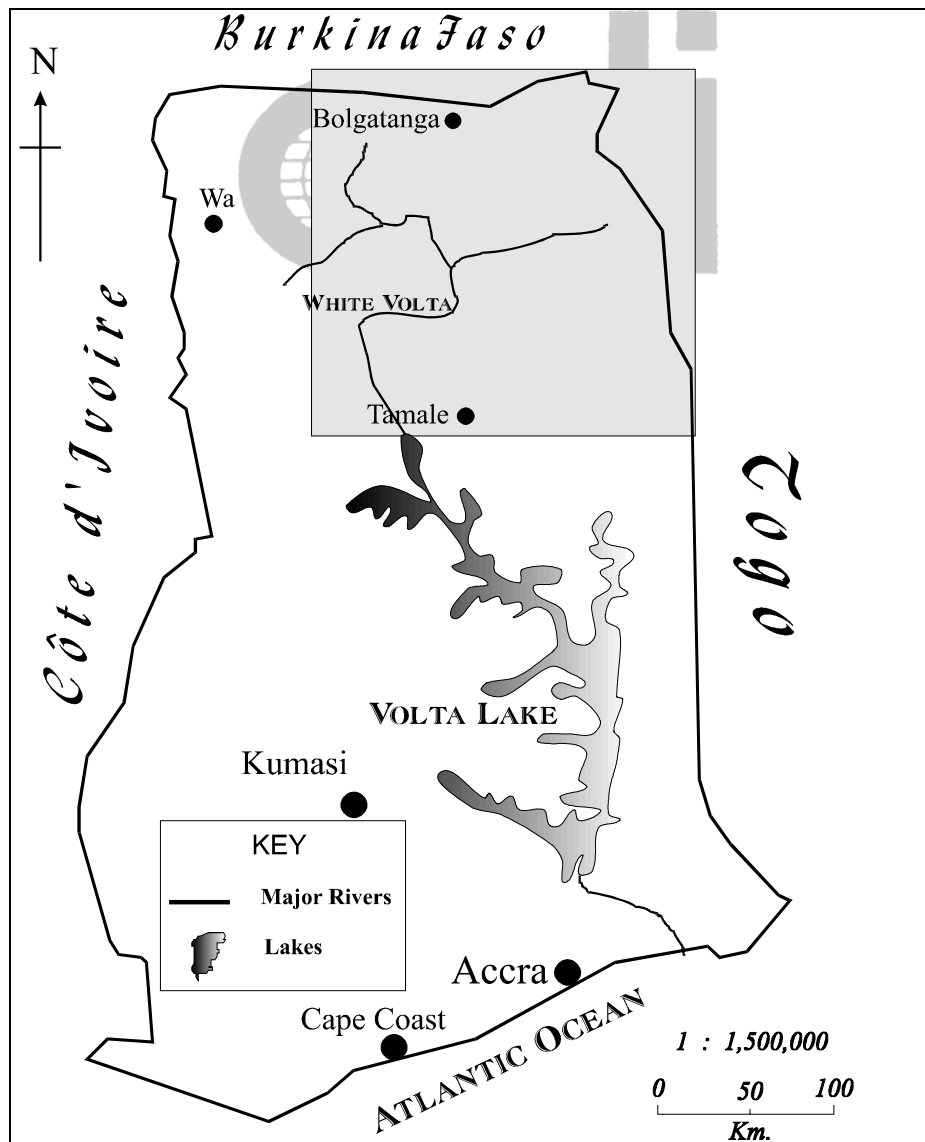 Burkina Faso
N
Bolgatanga
Wa
WHITE VOLTA
Tamale
Côte d'Ivoire
Togo
VOLTA LAKE
Kumasi
KEY
Major Rivers
Lakes
Accra
Cape Coast
ATLANTIC OCEAN
1 : 1,500,000
0 50 100
Km.